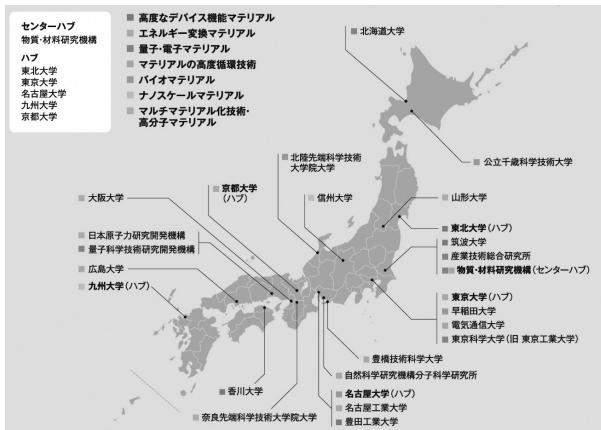 センターハブ
物質・材料研究機構
ハブ
東北大学
東京大学
名古屋大学
九州大学
京都大学
高度なデバイス機能マテリアル
エネルギー変換マテリアル
量子・電子マテリアル
マテリアルの高度循環技術
バイオマテリアル
ナノスケールマテリアル
マルチマテリアル化技術・
高分子マテリアル
北海道大学
公立千歳科学技術大学
北陸先端科学技術
大学院大学
京都大学
(ハブ)
信州大学
大阪大学
山形大学
東北大学(ハブ)
日本原子力研究開発機構
量子科学技術研究開発機構
筑波大学
産業技術総合研究所
物質・材料研究機構(センターハブ)
広島大学
九州大学(ハブ)
東京大学(ハブ)
早稲田大学
電気通信大学
東京科学大学(旧 東京工業大学)
豊橋技術科学大学
自然科学研究機構分子科学研究所
香川大学
名古屋大学(ハブ)
名古屋工業大学
豊田工業大学
奈良先端科学技術大学院大学